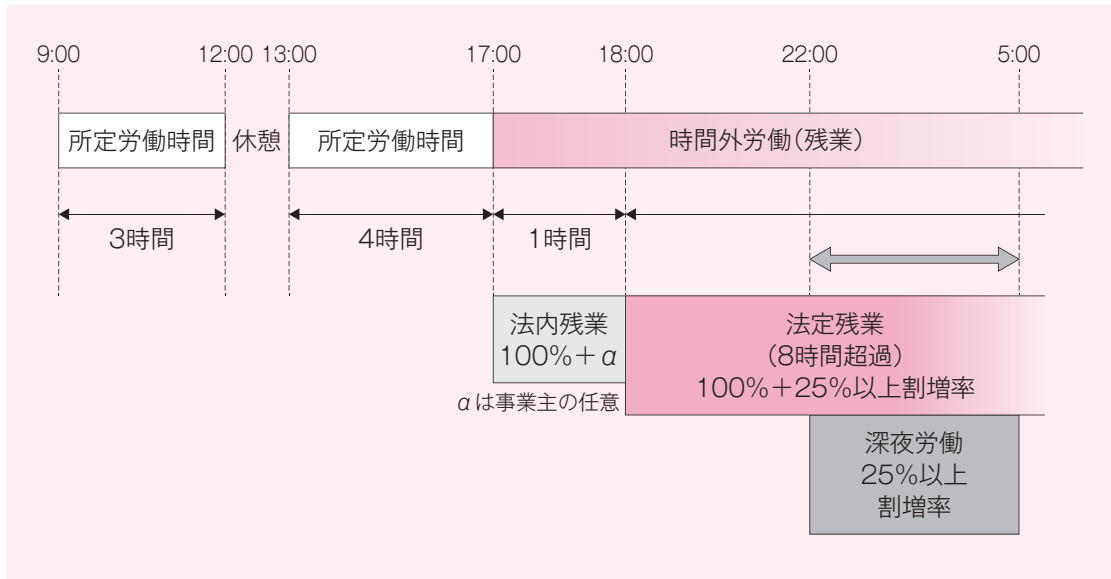 9:00 12:00 13:00 17:00 18:00 22:00 5:00
所定労働時間 休憩 所定労働時間 時間外労働(残業)
3時間 4時間 1時間
法内残業
100%+α
αは事業主の任意
法定残業
(8時間超過)
100%+25%以上割増率
深夜労働
25%以上
割増率